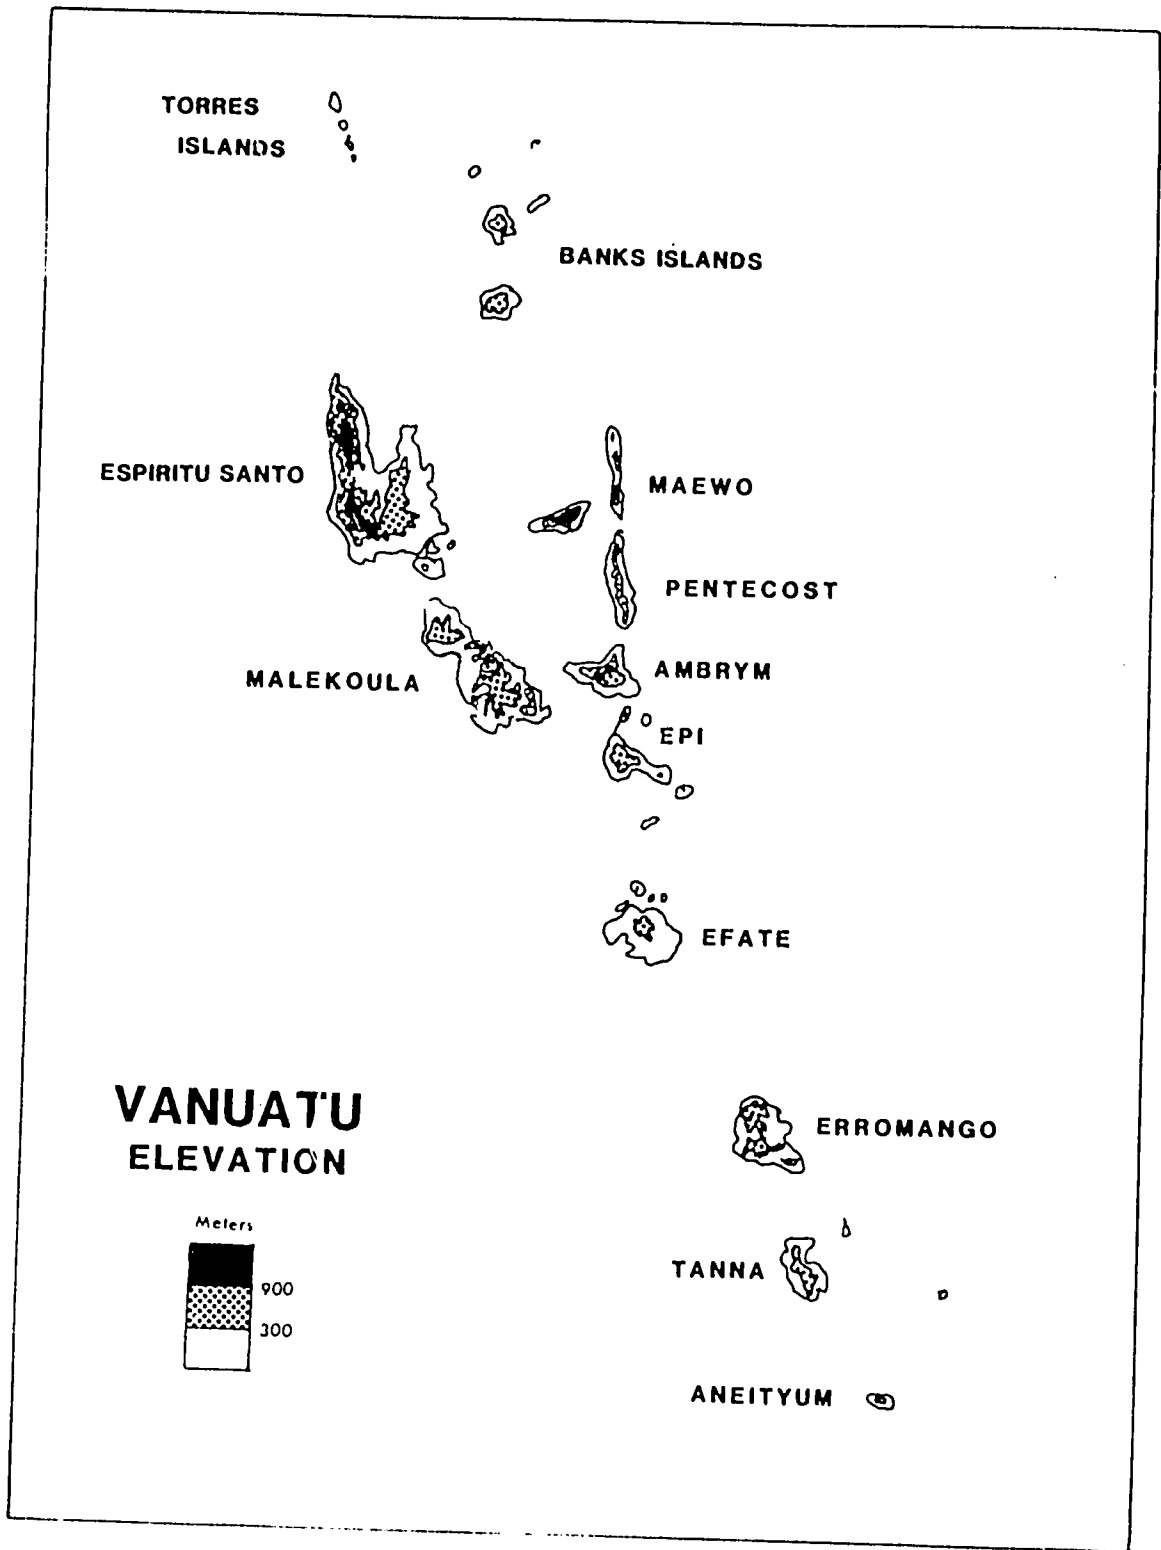 TORRES
ISLANDS
BANKS ISLANDS
ESPIRITU SANTO
MAEWO
PENTECOST
MALEKOULA
AMBRYM
EPI
EFATE
VANUATU
ELEVATION
ERROMANGO
Meters
900
300
TANNA
ANEITYUM